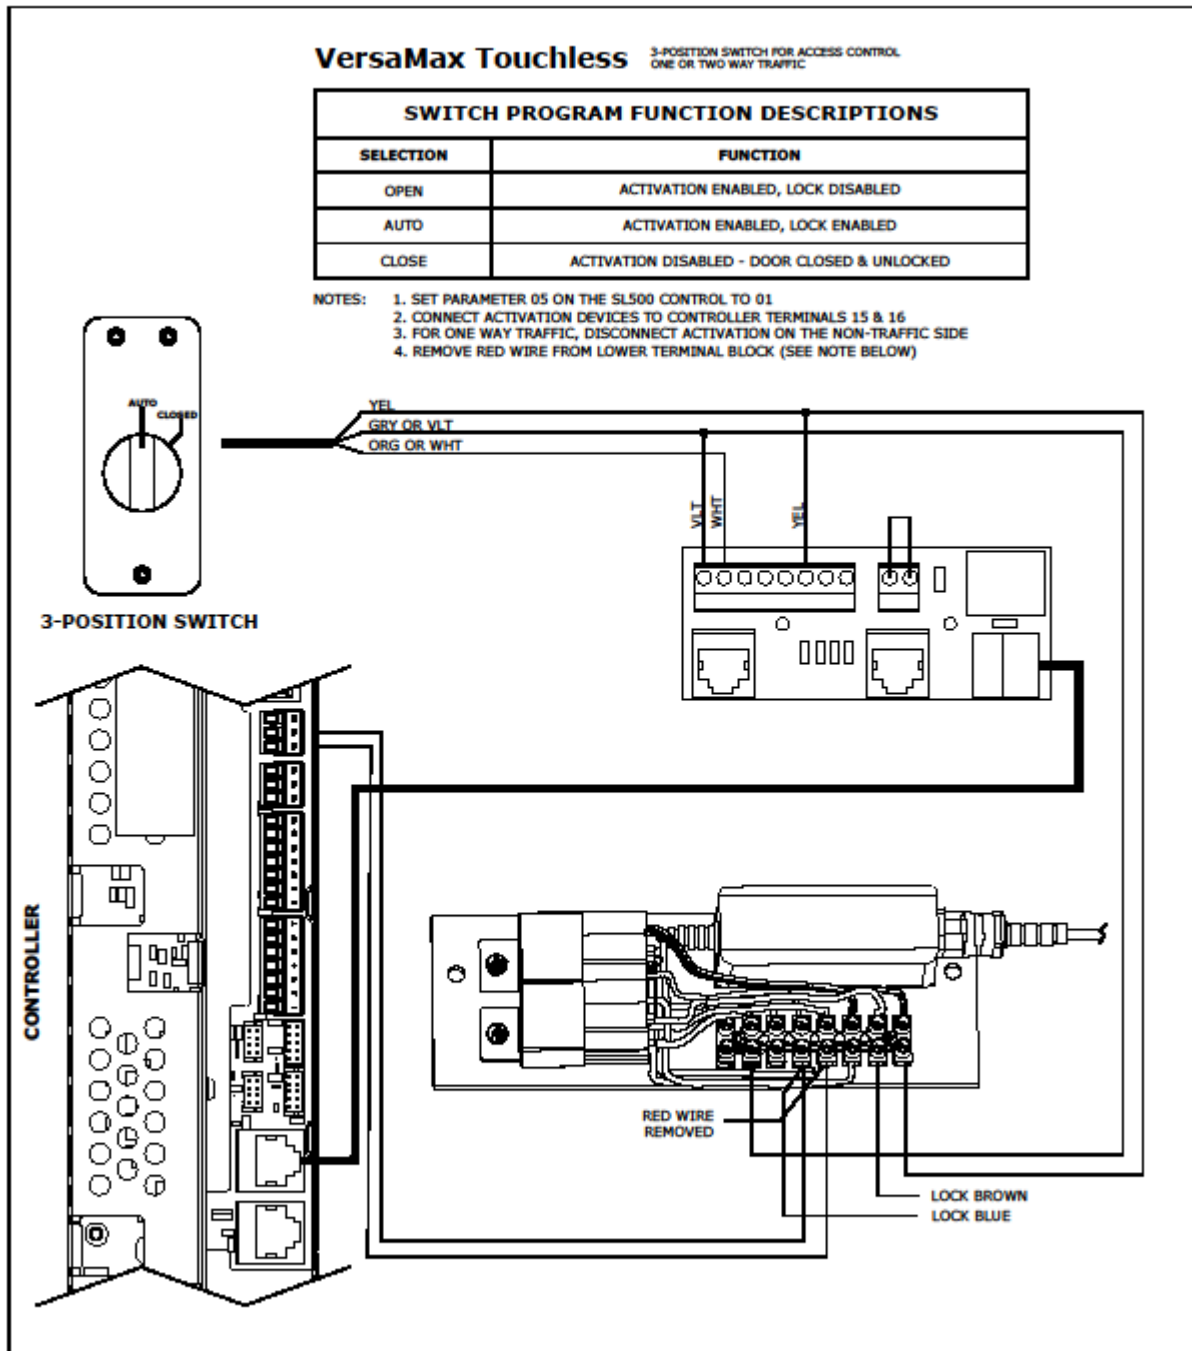 VersaMax Touchless
3-POSITION SWITCH FOR ACCESS CONTROL
ONE OR TWO WAY TRAFFIC
SWITCH PROGRAM FUNCTION DESCRIPTIONS
SELECTION FUNCTION
OPEN ACTIVATION ENABLED, LOCK DISABLED
AUTO ACTIVATION ENABLED, LOCK ENABLED
CLOSE ACTIVATION DISABLED - DOOR CLOSED & UNLOCKED
NOTES: 1. SET PARAMETER 05 ON THE SL500 CONTROL TO 01
2. CONNECT ACTIVATION DEVICES TO CONTROLLER TERMINALS 15 & 16
3. FOR ONE WAY TRAFFIC, DISCONNECT ACTIVATION ON THE NON-TRAFFIC SIDE
4. REMOVE RED WIRE FROM LOWER TERMINAL BLOCK (SEE NOTE BELOW)
AUTO
CLOSED
YEL
GRY OR VLT
ORG OR WHT
VLT
WHT
YEL
3-POSITION SWITCH
CONTROLLER
RED WIRE
REMOVED
LOCK BROWN
LOCK BLUE